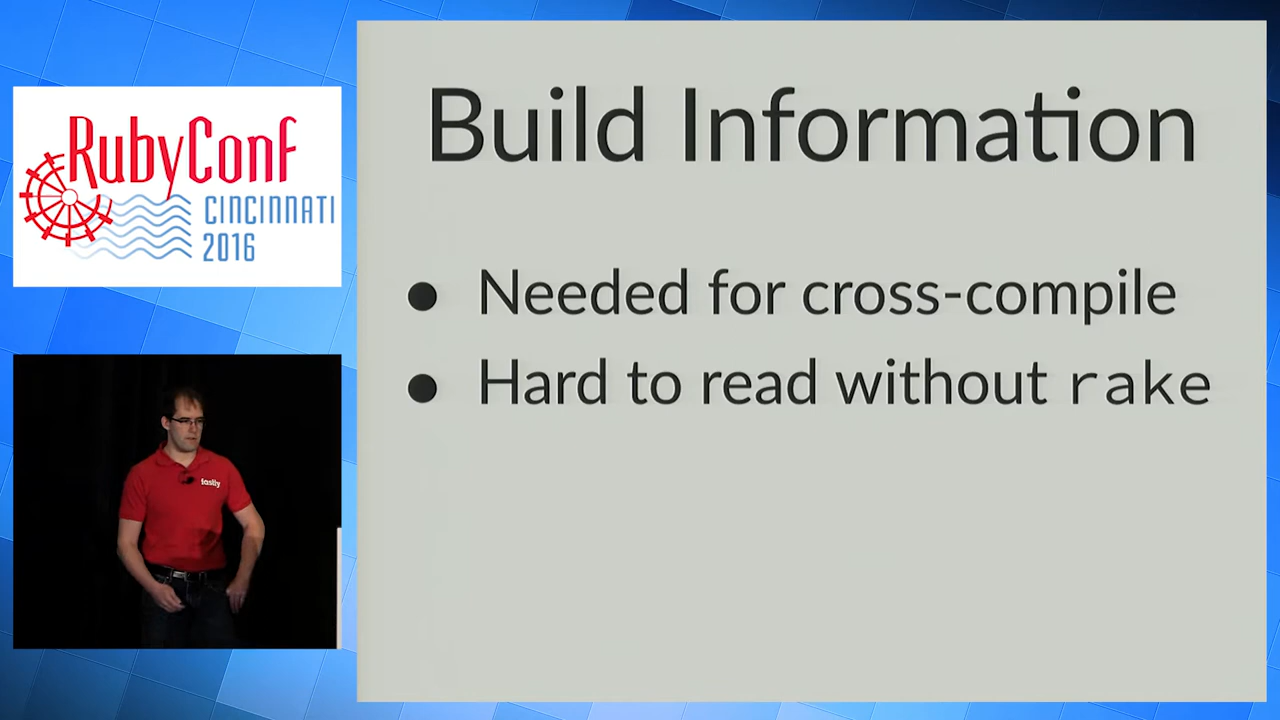 RubyConf
CINCINNATI
2016
fastly
Build Information
● Needed for cross-compile
● Hard to read without rake